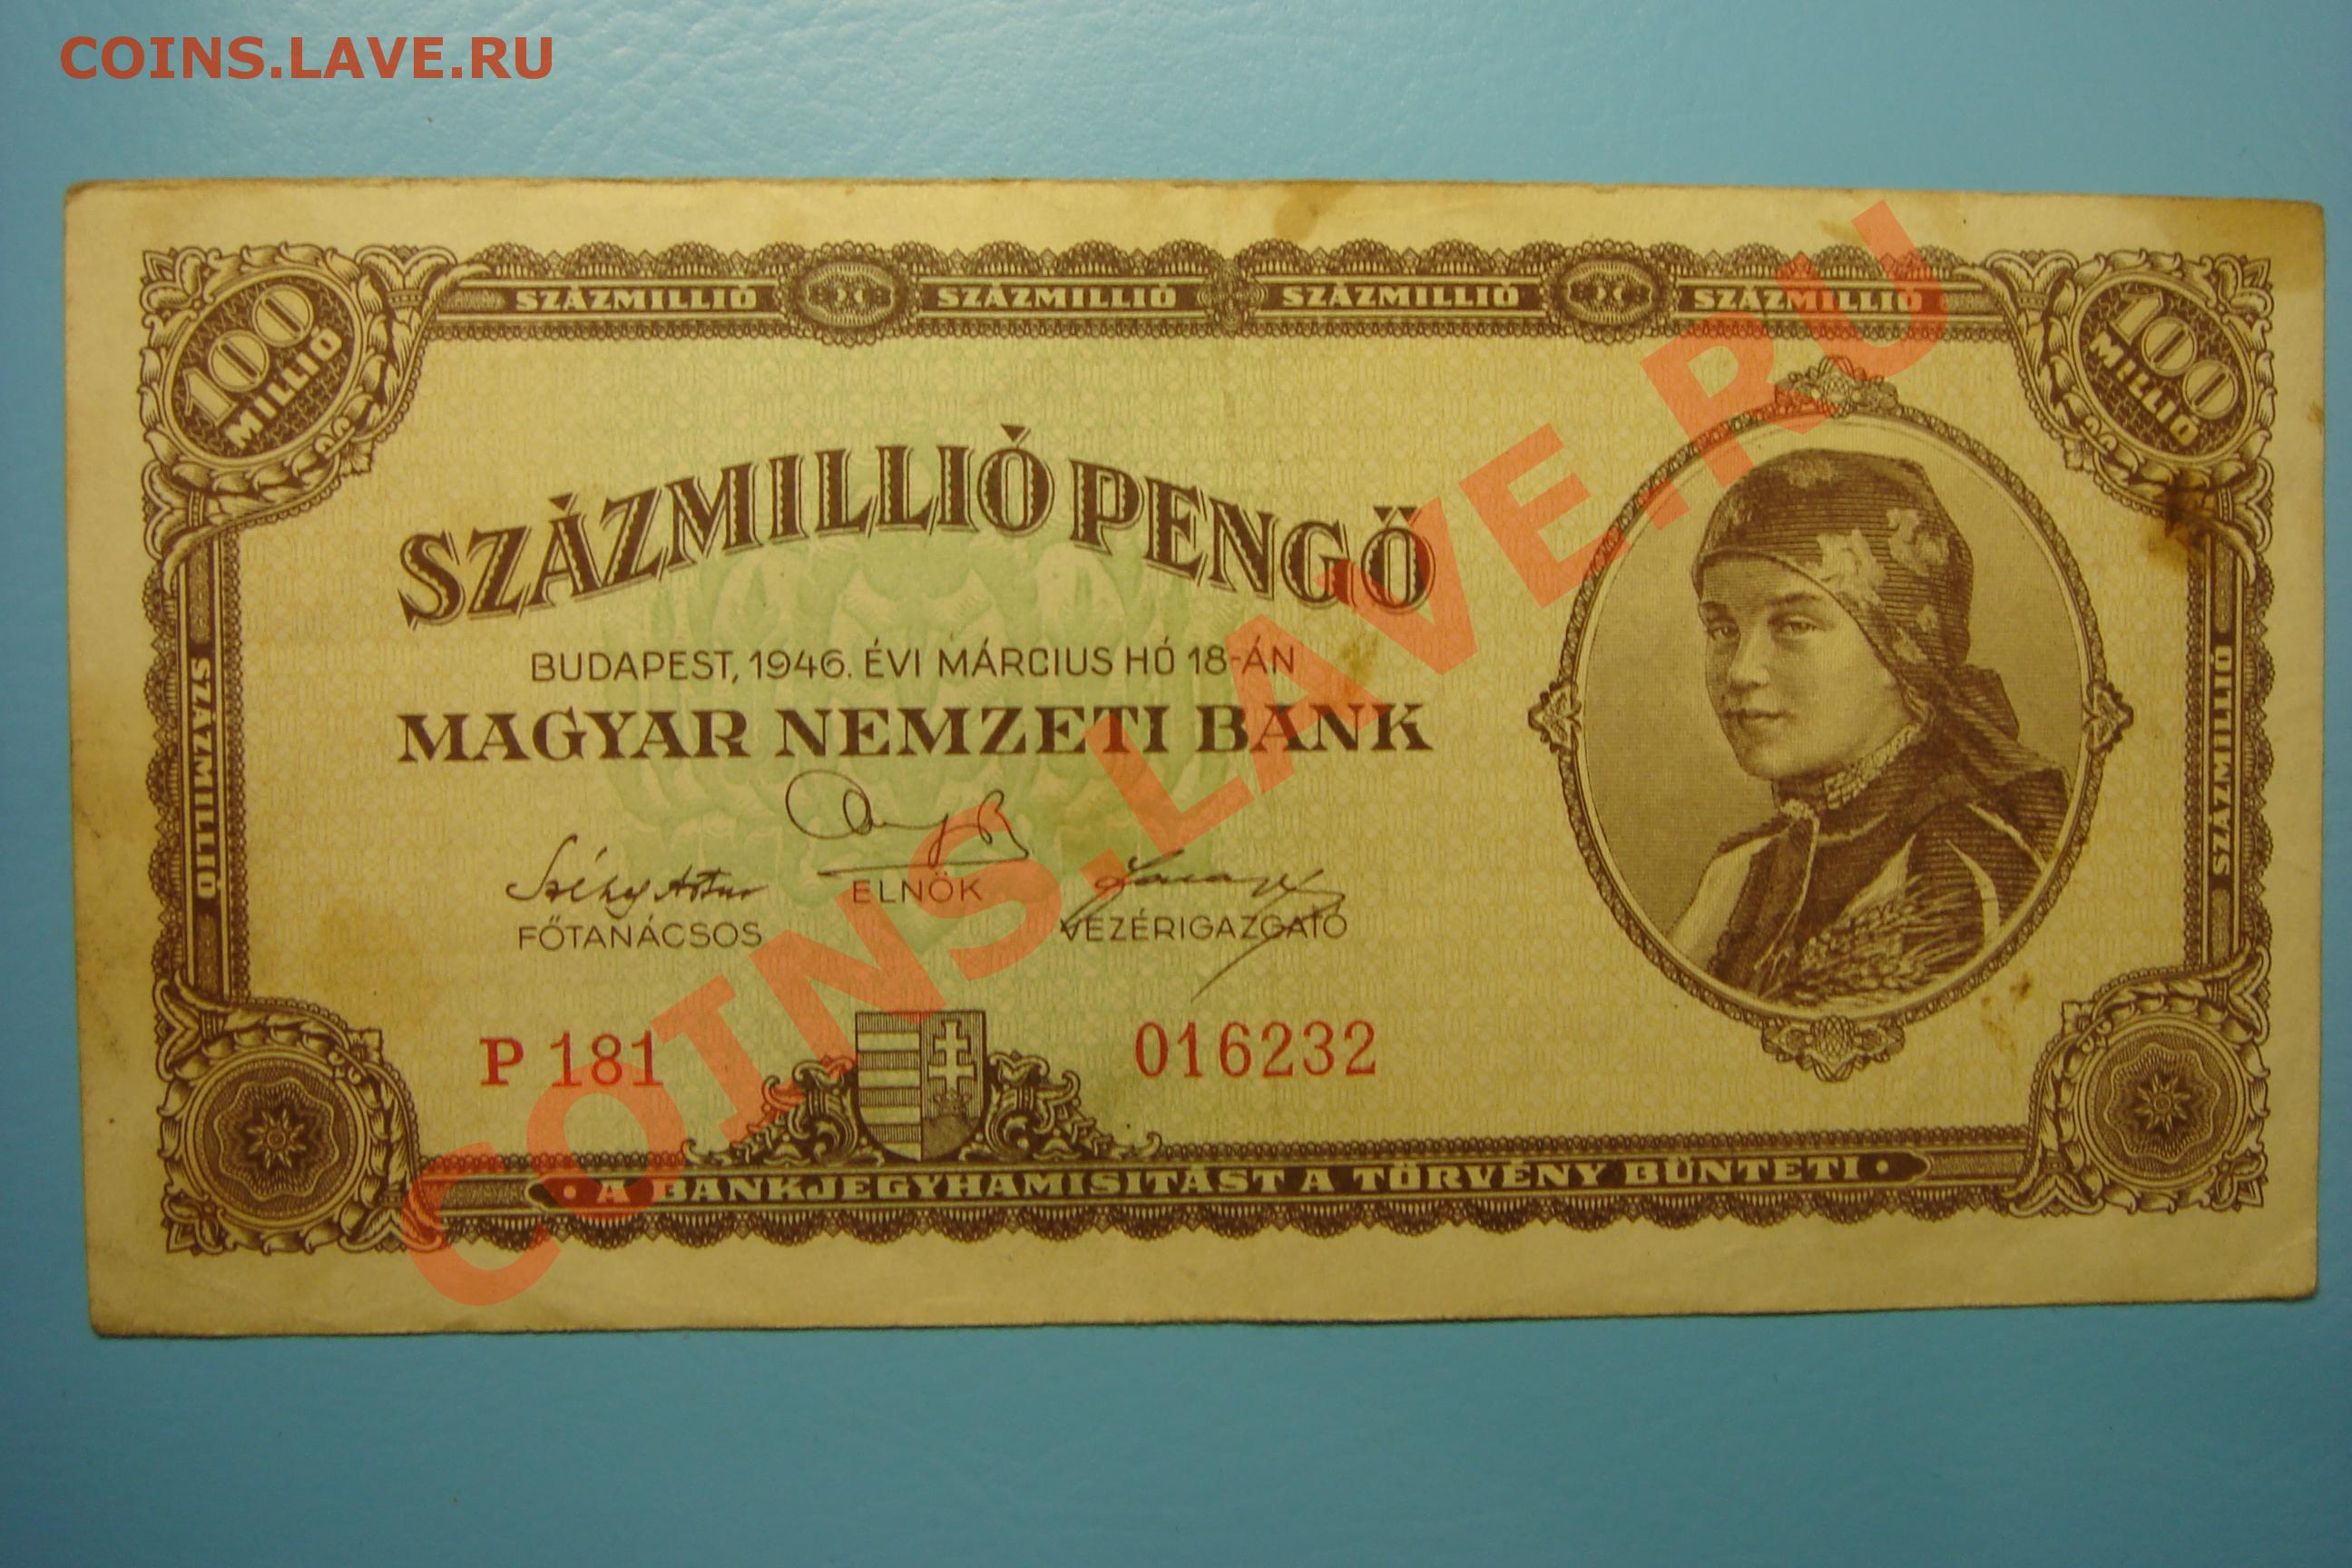 COINS.LAVE.RU
100 MILLIÓ
SZÁZMILLIÓ SZÁZMILLIÓ SZÁZMILLIÓ SZÁZMILLIÓ
100 MILLIÓ
SZÁZMILLIÓ PENGŐ
BUDAPEST, 1946. ÉVI MÁRCIUS HÓ 18-ÁN
MAGYAR NEMZETI BANK
SZÁZMILLIÓ
SZÁZMILLIÓ
ELNÖK
FŐTANÁCSOS
VEZÉRIGAZGATÓ
P 181
016232
• A BANKJEGYHAMISITÁST A TÖRVÉNY BÜNTETI •
COINS.LAVE.RU